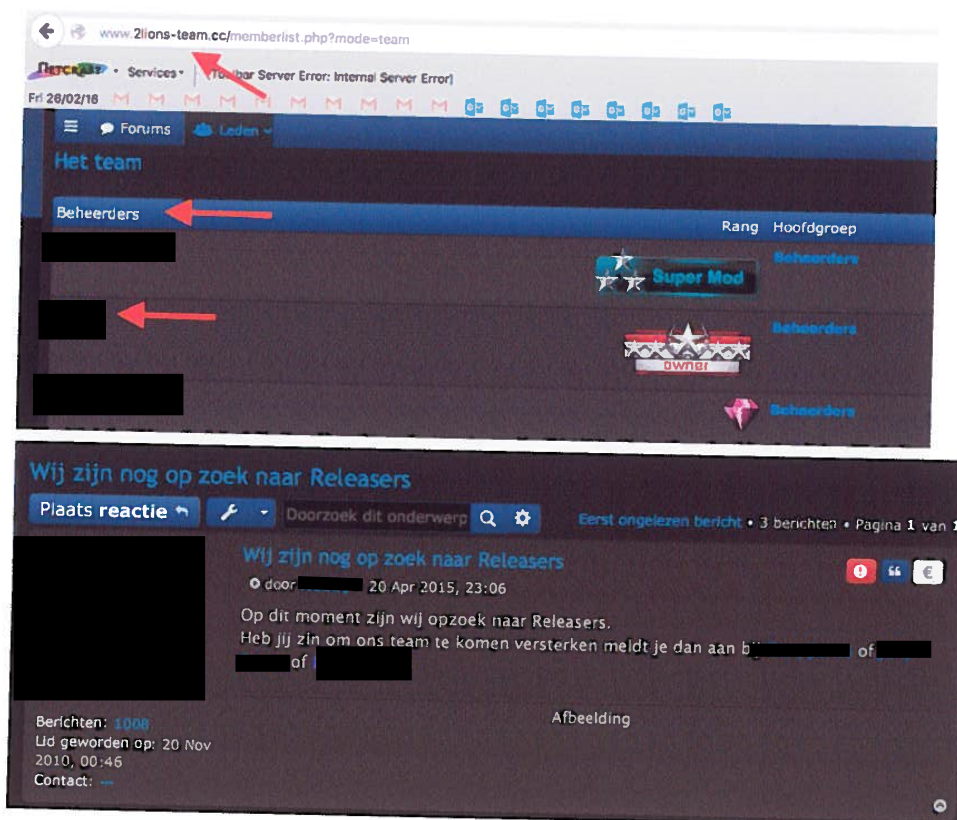 www.2lions-team.cc/memberlist.php?mode=team
NETCRAFT • Services Toolbar Server Error: Internal Server Error]
Fri 26/02/16
Forums Leden
Het team
Beheerders
Rang Hoofdgroep
Super Mod Beheerders
owner Beheerders
Beheerders
Wij zijn nog op zoek naar Releasers
Plaats reactie Doorzoek dit onderwerp Eerst ongelezen bericht • 3 berichten • Pagina 1 van 1
Wij zijn nog op zoek naar Releasers
door 20 Apr 2015, 23:06
Op dit moment zijn wij opzoek naar Releasers.
Heb jij zin om ons team te komen versterken meldt je dan aan bij of
of
Afbeelding
Berichten: 1008
Lid geworden op: 20 Nov
2010, 00:46
Contact: